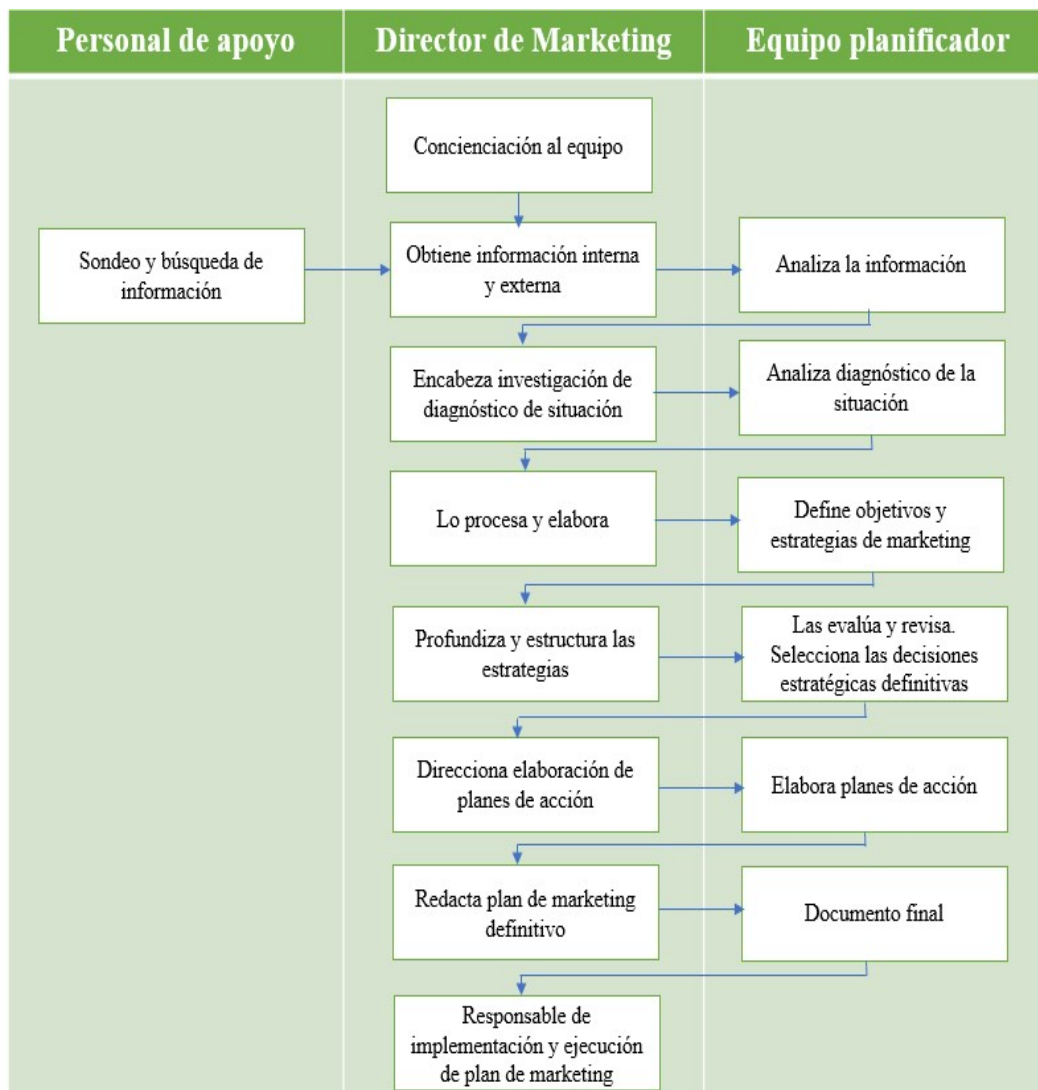 Personal de apoyo
Director de Marketing
Equipo planificador
Concienciación al equipo
Sondeo y búsqueda de
información
Obtiene información interna
y externa
Analiza la información
Encabeza investigación de
diagnóstico de situación
Analiza diagnóstico de la
situación
Lo procesa y elabora
Define objetivos y
estrategias de marketing
Profundiza y estructura las
estrategias
Las evalúa y revisa.
Selecciona las decisiones
estratégicas definitivas
Direcciona elaboración de
planes de acción
Elabora planes de acción
Redacta plan de marketing
definitivo
Documento final
Responsable de
implementación y ejecución
de plan de marketing